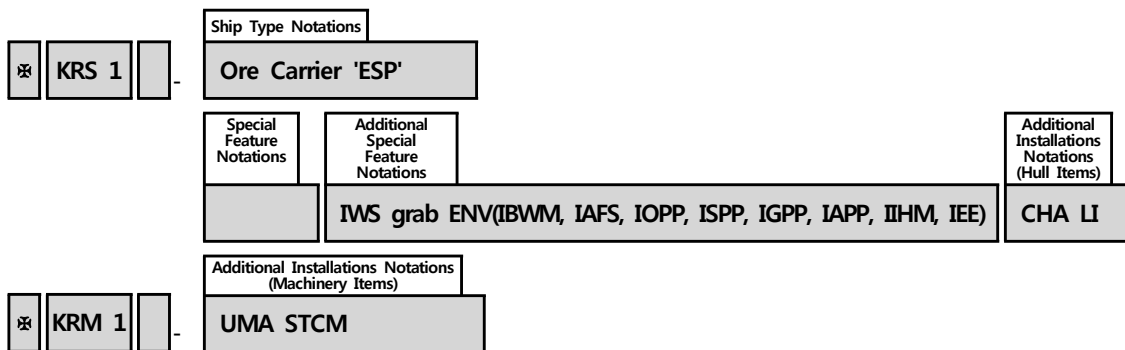 Ship Type Notations
✠ KRS 1 - Ore Carrier 'ESP'
Special
Feature
Notations
Additional
Special
Feature
Notations
Additional
Installations
Notations
(Hull Items)
IWS grab ENV(IBWM, IAFS, IOPP, ISPP, IGPP, IAPP, IIHM, IEE)
CHA LI
Additional Installations Notations
(Machinery Items)
✠ KRM 1 - UMA STCM